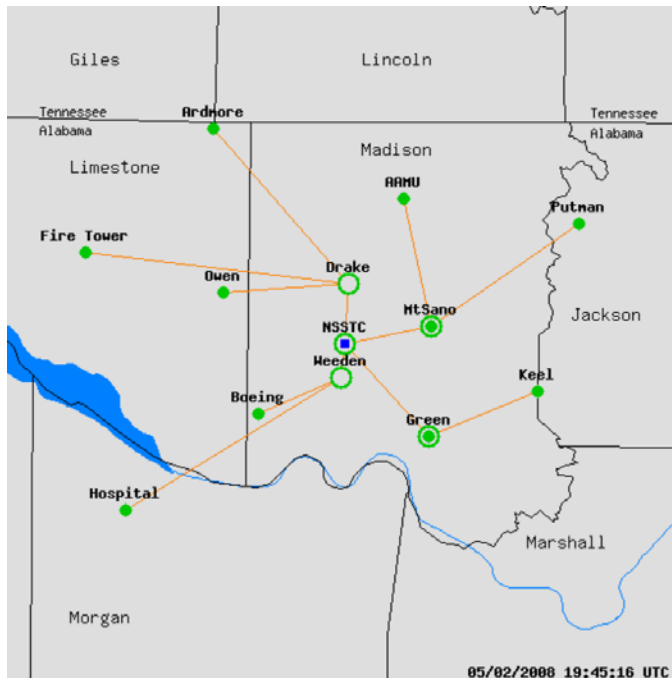 Giles
Lincoln
Tennessee
Ardmore
Tennessee
Alabama
Alabama
Madison
Limestone
AAMU
Putman
Fire Tower
Owen
Drake
MtSano
Jackson
NSSTC
Weeden
Keel
Boeing
Green
Hospital
Marshall
Morgan
05/02/2008 19:45:16 UTC